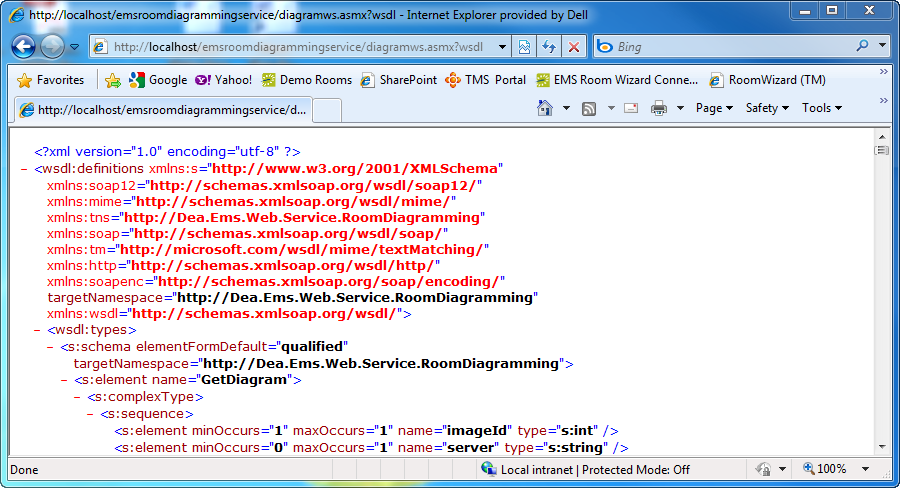 http://localhost/emsroomdiagrammingservice/diagramws.asmx?wsdl - Internet Explorer provided by Dell
http://localhost/emsroomdiagrammingservice/diagramws.asmx?wsdl Bing
Favorites Google Yahoo! Demo Rooms SharePoint TMS Portal EMS Room Wizard Conne... RoomWizard (TM) »
http://localhost/emsroomdiagrammingservice/d... Page Safety Tools »
<?xml version="1.0" encoding="utf-8" ?>
- <wsdl:definitions xmlns:s="http://www.w3.org/2001/XMLSchema"
xmlns:soap12="http://schemas.xmlsoap.org/wsdl/soap12/"
xmlns:mime="http://schemas.xmlsoap.org/wsdl/mime/"
xmlns:tns="http://Dea.Ems.Web.Service.RoomDiagramming"
xmlns:soap="http://schemas.xmlsoap.org/wsdl/soap/"
xmlns:tm="http://microsoft.com/wsdl/mime/textMatching/"
xmlns:http="http://schemas.xmlsoap.org/wsdl/http/"
xmlns:soapenc="http://schemas.xmlsoap.org/soap/encoding/"
targetNamespace="http://Dea.Ems.Web.Service.RoomDiagramming"
xmlns:wsdl="http://schemas.xmlsoap.org/wsdl/">
- <wsdl:types>
- <s:schema elementFormDefault="qualified"
targetNamespace="http://Dea.Ems.Web.Service.RoomDiagramming">
- <s:element name="GetDiagram">
- <s:complexType>
- <s:sequence>
<s:element minOccurs="1" maxOccurs="1" name="imageId" type="s:int" />
<s:element minOccurs="0" maxOccurs="1" name="server" type="s:string" />
Done Local intranet | Protected Mode: Off 100%